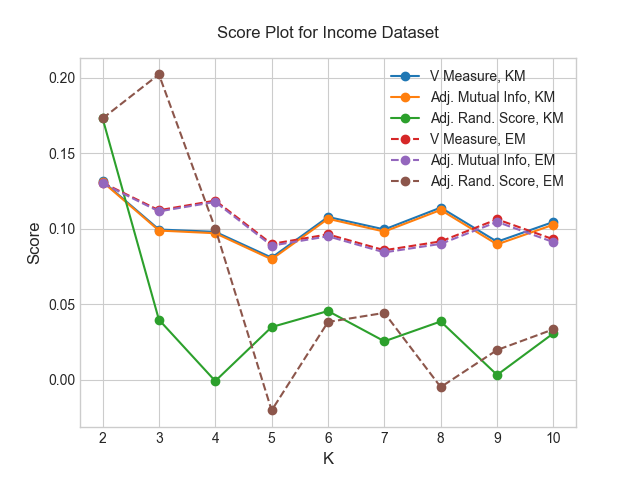 Score Plot for Income Dataset
V Measure, KM
Adj. Mutual Info, KM
Adj. Rand. Score, KM
V Measure, EM
Adj. Mutual Info, EM
Adj. Rand. Score, EM
Score
0.20
0.15
0.10
0.05
0.00
2 3 4 5 6 7 8 9 10
K